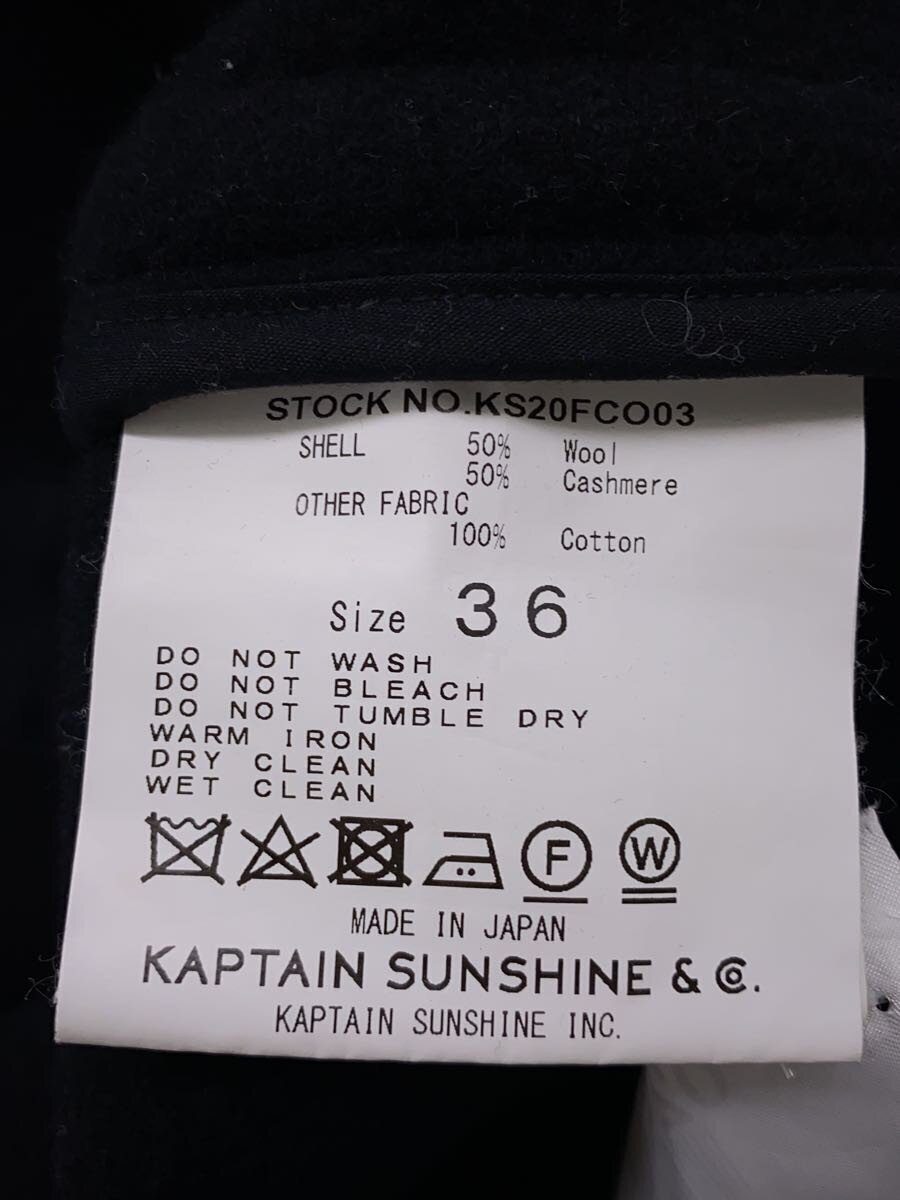 STOCK NO.KS20FCO03
SHELL 50% Wool
50% Cashmere
OTHER FABRIC
100% Cotton
Size 36
DO NOT WASH
DO NOT BLEACH
DO NOT TUMBLE DRY
WARM IRON
DRY CLEAN
WET CLEAN
F W
MADE IN JAPAN
KAPTAIN SUNSHINE & Co.
KAPTAIN SUNSHINE INC.